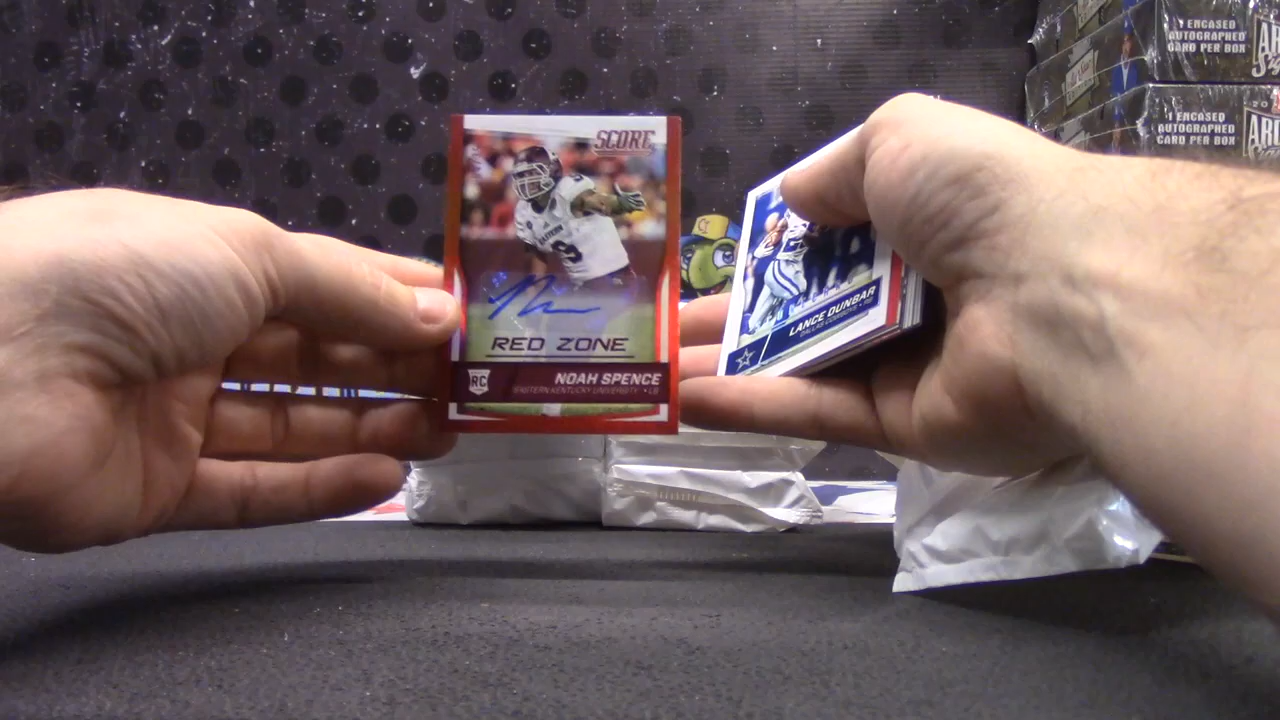 SCORE
RED ZONE
RC
NOAH SPENCE
EASTERN KENTUCKY UNIVERSITY • LB
9
LANCE DUNBAR
DALLAS COWBOYS • RB
1 ENCASED
AUTOGRAPHED
CARD PER BOX
1 ENCASED
AUTOGRAPHED
CARD PER BOX